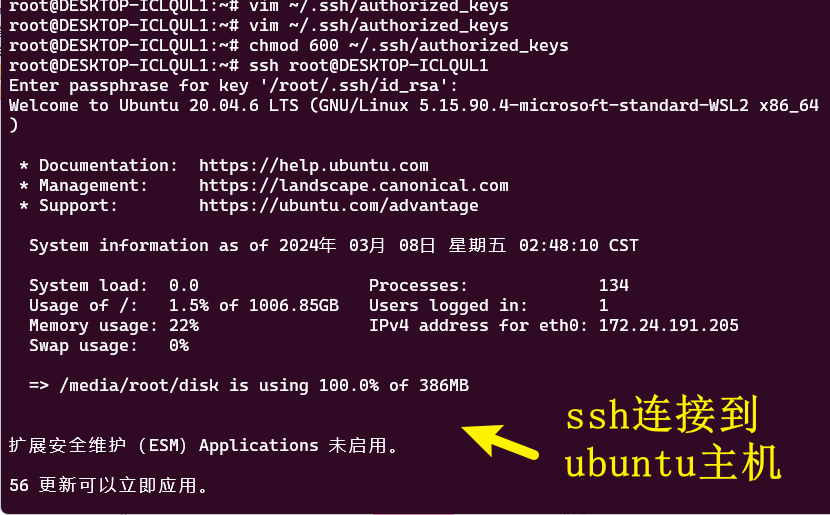 root@DESKTOP-ICLQUL1:~# vim ~/.ssh/authorized_keys
root@DESKTOP-ICLQUL1:~# vim ~/.ssh/authorized_keys
root@DESKTOP-ICLQUL1:~# chmod 600 ~/.ssh/authorized_keys
root@DESKTOP-ICLQUL1:~# ssh root@DESKTOP-ICLQUL1
Enter passphrase for key '/root/.ssh/id_rsa':
Welcome to Ubuntu 20.04.6 LTS (GNU/Linux 5.15.90.4-microsoft-standard-WSL2 x86_64
)
* Documentation:  https://help.ubuntu.com
* Management:     https://landscape.canonical.com
* Support:        https://ubuntu.com/advantage
System information as of 2024年 03月 08日 星期五 02:48:10 CST
System load:  0.0                 Processes:             134
Usage of /:   1.5% of 1006.85GB   Users logged in:       1
Memory usage: 22%                 IPv4 address for eth0: 172.24.191.205
Swap usage:   0%
=> /media/root/disk is using 100.0% of 386MB
ssh连接到
ubuntu主机
扩展安全维护 (ESM) Applications 未启用。
56 更新可以立即应用。